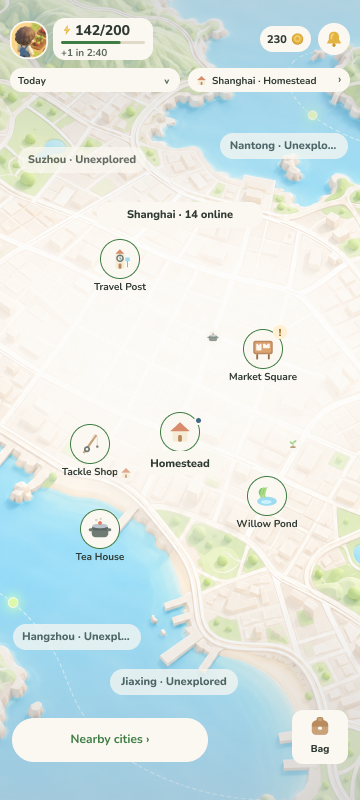 142/200
+1 in 2:40
230
Today
Shanghai · Homestead ›
Nantong · Unexplo...
Suzhou · Unexplored
Shanghai · 14 online
Travel Post
!
Market Square
Tackle Shop
Homestead
Willow Pond
Tea House
Hangzhou · Unexpl...
Jiaxing · Unexplored
Nearby cities ›
Bag